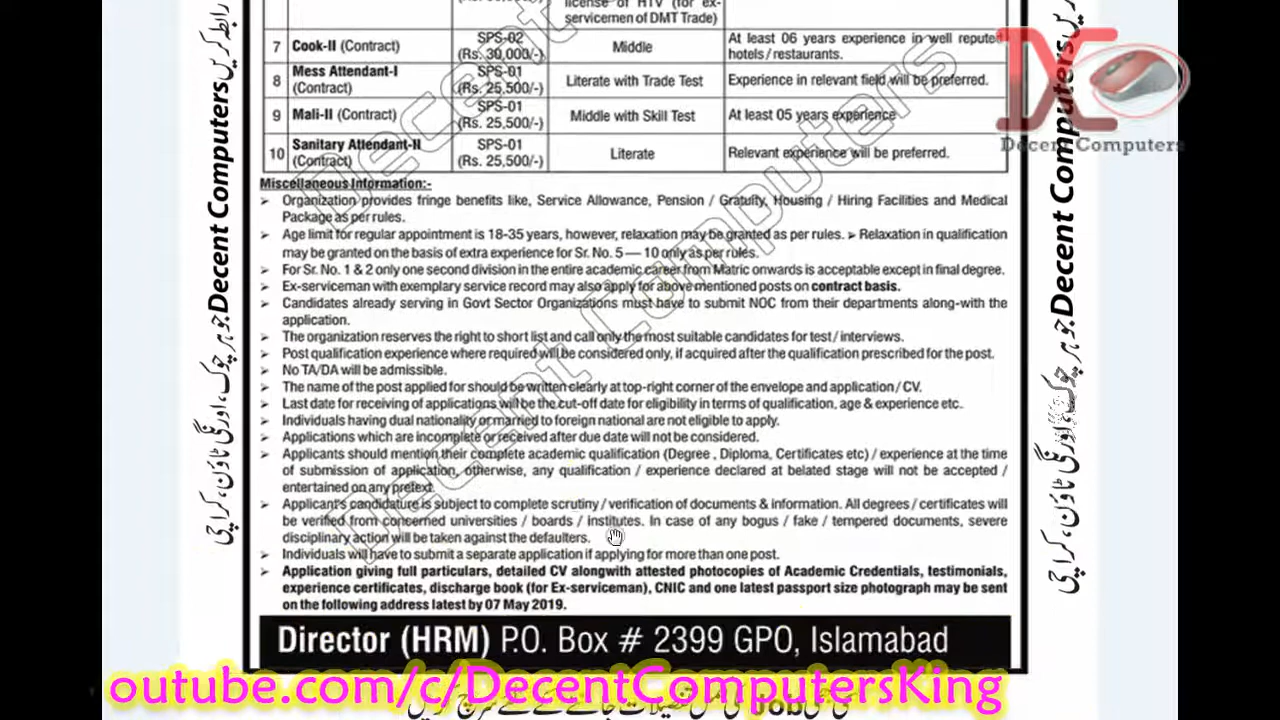 license of HTV (for ex-
servicemen of DMT Trade)
7 Cook-II (Contract) SPS-02 (Rs. 30,000/-) Middle At least 06 years experience in well reputed hotels / restaurants.
8 Mess Attendant-I (Contract) SPS-01 (Rs. 25,500/-) Literate with Trade Test Experience in relevant field will be preferred.
9 Mali-II (Contract) SPS-01 (Rs. 25,500/-) Middle with Skill Test At least 05 years experience
10 Sanitary Attendant-II (Contract) SPS-01 (Rs. 25,500/-) Literate Relevant experience will be preferred.
Miscellaneous Information:-
➢ Organization provides fringe benefits like, Service Allowance, Pension / Gratuity, Housing / Hiring Facilities and Medical
Package as per rules.
➢ Age limit for regular appointment is 18-35 years, however, relaxation may be granted as per rules. ➢ Relaxation in qualification
may be granted on the basis of extra experience for Sr. No. 5 — 10 only as per rules.
➢ For Sr. No. 1 & 2 only one second division in the entire academic career from Matric onwards is acceptable except in final degree.
➢ Ex-serviceman with exemplary service record may also apply for above mentioned posts on contract basis.
➢ Candidates already serving in Govt Sector Organizations must have to submit NOC from their departments along-with the
application.
➢ The organization reserves the right to short list and call only the most suitable candidates for test / interviews.
➢ Post qualification experience where required will be considered only, if acquired after the qualification prescribed for the post.
➢ No TA/DA will be admissible.
➢ The name of the post applied for should be written clearly at top-right corner of the envelope and application / CV.
➢ Last date for receiving of applications will be the cut-off date for eligibility in terms of qualification, age & experience etc.
➢ Individuals having dual nationality or married to foreign national are not eligible to apply.
➢ Applications which are incomplete or received after due date will not be considered.
➢ Applicants should mention their complete academic qualification (Degree , Diploma, Certificates etc) / experience at the time
of submission of application, otherwise, any qualification / experience declared at belated stage will not be accepted /
entertained on any pretext.
➢ Applicant's candidature is subject to complete scrutiny / verification of documents & information. All degrees / certificates will
be verified from concerned universities / boards / institutes. In case of any bogus / fake / tempered documents, severe
disciplinary action will be taken against the defaulters.
➢ Individuals will have to submit a separate application if applying for more than one post.
➢ Application giving full particulars, detailed CV alongwith attested photocopies of Academic Credentials, testimonials,
experience certificates, discharge book (for Ex-serviceman), CNIC and one latest passport size photograph may be sent
on the following address latest by 07 May 2019.
Director (HRM) P.O. Box # 2399 GPO, Islamabad
outube.com/c/DecentComputersKing
Job
رابطہ کریں Decent Computers جوہر چوک، اورنگی ٹاؤن، کراچی
Decent Computers جوہر چوک، اورنگی ٹاؤن، کراچی
DC
Decent Computers
Decent Computers
Decent Computers